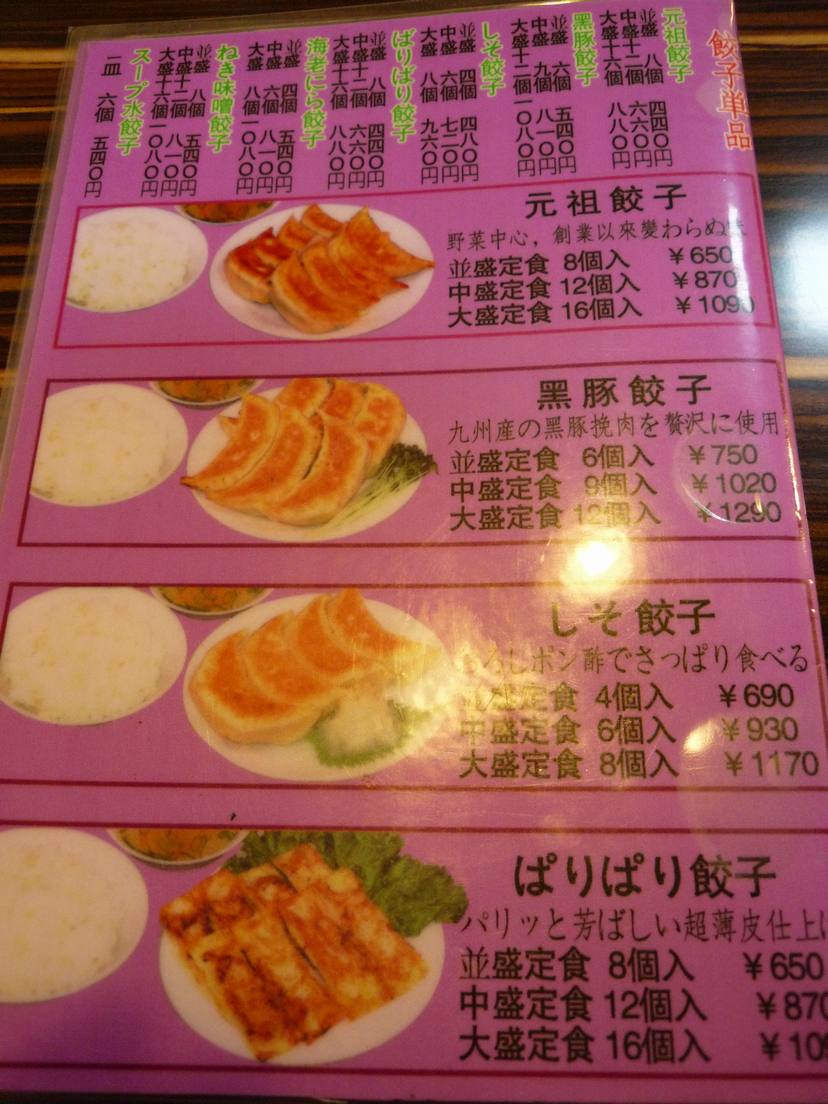 餃子単品
元祖餃子
並盛 八個 四四〇円
中盛十二個 六六〇円
大盛十六個 八八〇円
黒豚餃子
並盛 六個 五四〇円
中盛 九個 八一〇円
大盛十二個 一〇八〇円
しそ餃子
並盛 四個 四八〇円
中盛 六個 七二〇円
大盛 八個 九六〇円
ぱりぱり餃子
並盛 八個 四四〇円
中盛十二個 六六〇円
大盛十六個 八八〇円
海老にら餃子
並盛 四個 五四〇円
中盛 六個 八一〇円
大盛 八個 一〇八〇円
ねぎ味噌餃子
並盛 八個 五四〇円
中盛十二個 八一〇円
大盛十六個 一〇八〇円
スープ水餃子
一皿 六個 五四〇円
元祖餃子
野菜中心，創業以來變わらぬ味
並盛定食 8個入 ¥650
中盛定食 12個入 ¥870
大盛定食 16個入 ¥1090
黒豚餃子
九州産の黒豚挽肉を贅沢に使用
並盛定食 6個入 ¥750
中盛定食 9個入 ¥1020
大盛定食 12個入 ¥1290
しそ餃子
おろしポン酢でさっぱり食べる
並盛定食 4個入 ¥690
中盛定食 6個入 ¥930
大盛定食 8個入 ¥1170
ぱりぱり餃子
パリッと芳ばしい超薄皮仕上
並盛定食 8個入 ¥650
中盛定食 12個入 ¥870
大盛定食 16個入